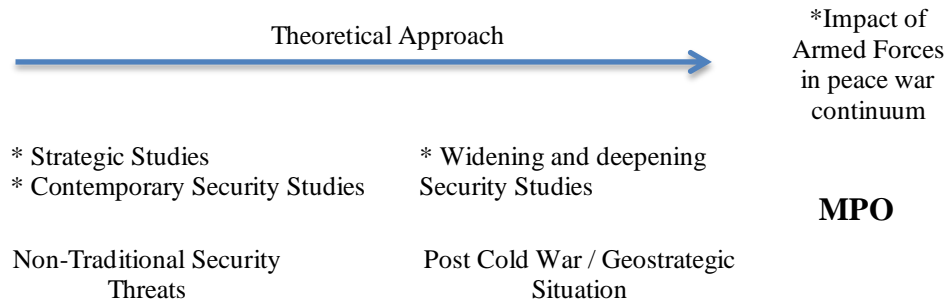 Theoretical Approach
*Impact of
Armed Forces
in peace war
continuum
* Strategic Studies
* Contemporary Security Studies
* Widening and deepening
Security Studies
MPO
Non-Traditional Security
Threats
Post Cold War / Geostrategic
Situation